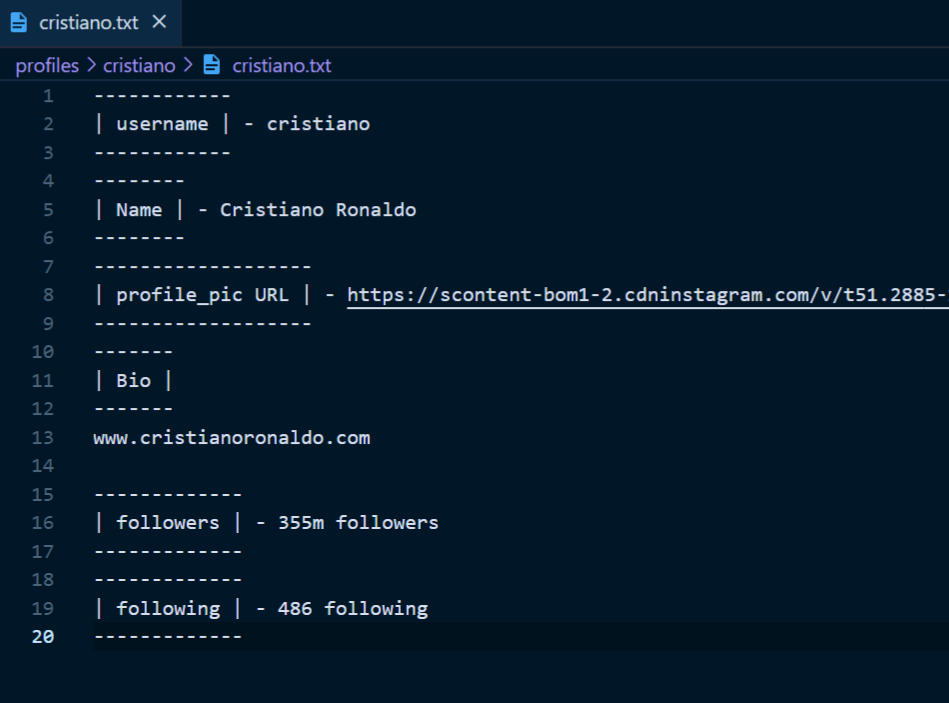 cristiano.txt ×
profiles > cristiano > cristiano.txt
1 ------------
2 | username | - cristiano
3 ------------
4 --------
5 | Name | - Cristiano Ronaldo
6 --------
7 -------------------
8 | profile_pic URL | - https://scontent-bom1-2.cdninstagram.com/v/t51.2885-
9 -------------------
10 -------
11 | Bio |
12 -------
13 www.cristianoronaldo.com
14
15 -------------
16 | followers | - 355m followers
17 -------------
18 -------------
19 | following | - 486 following
20 -------------